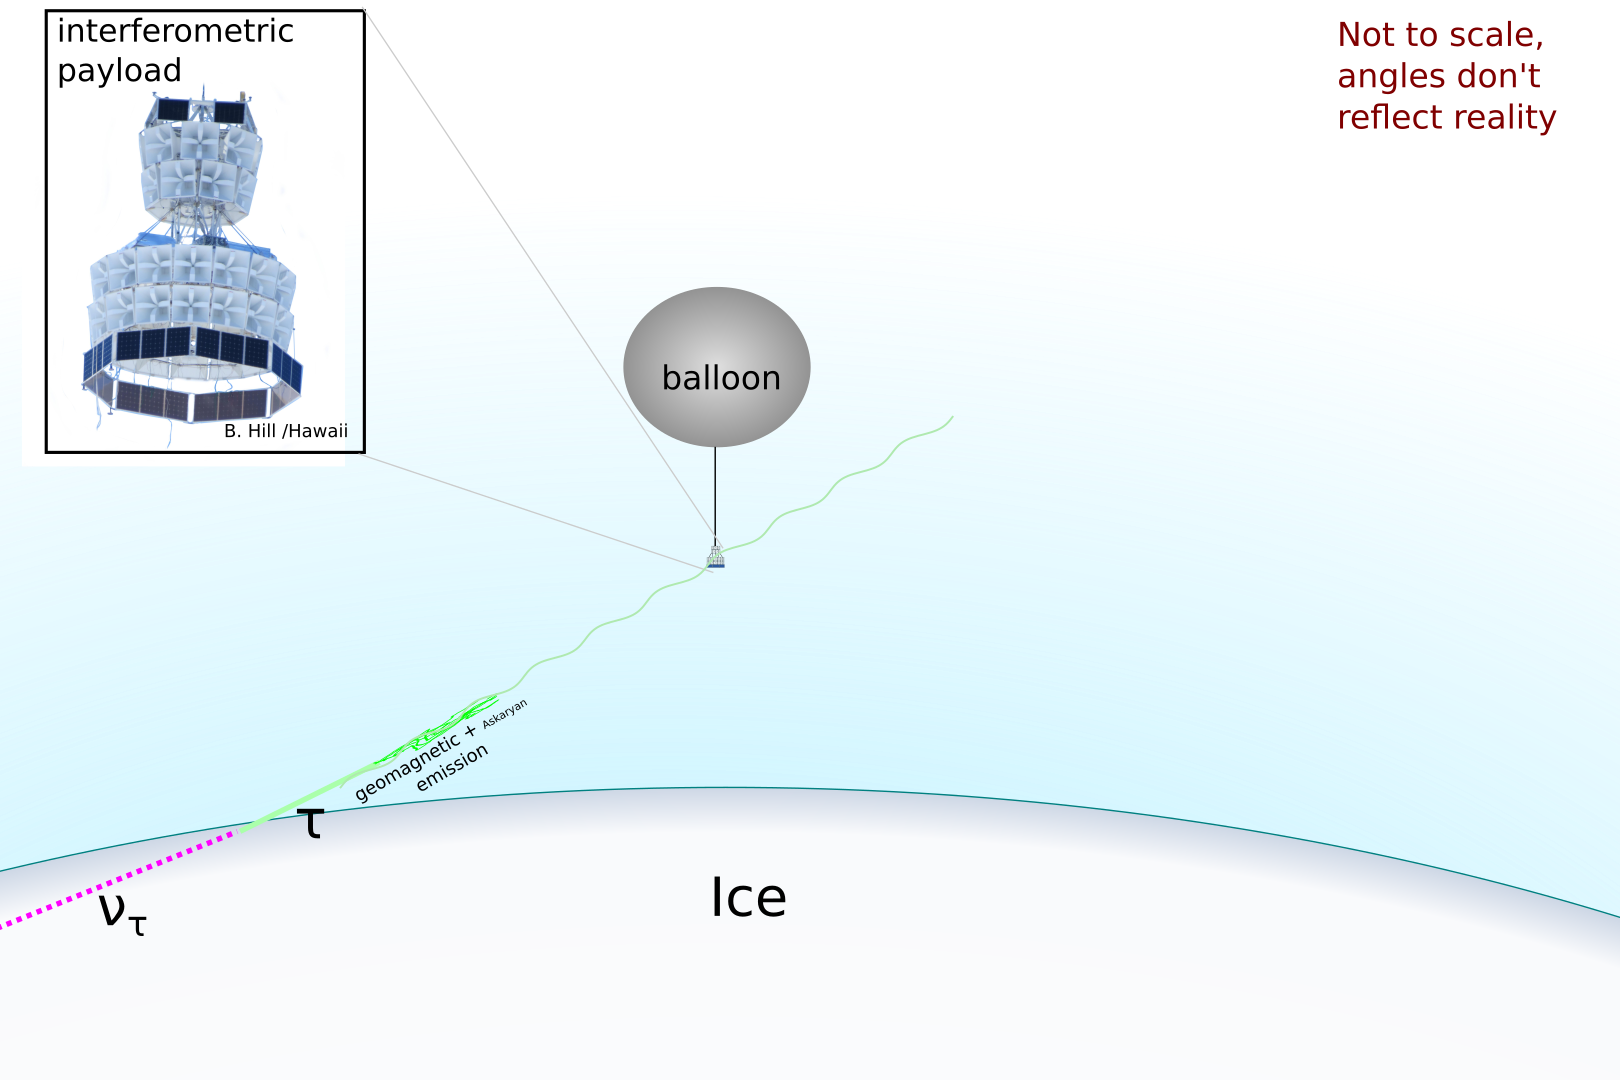 interferometric
payload
B. Hill /Hawaii
Not to scale,
angles don't
reflect reality
balloon
geomagnetic + Askaryan
emission
τ
ντ
Ice